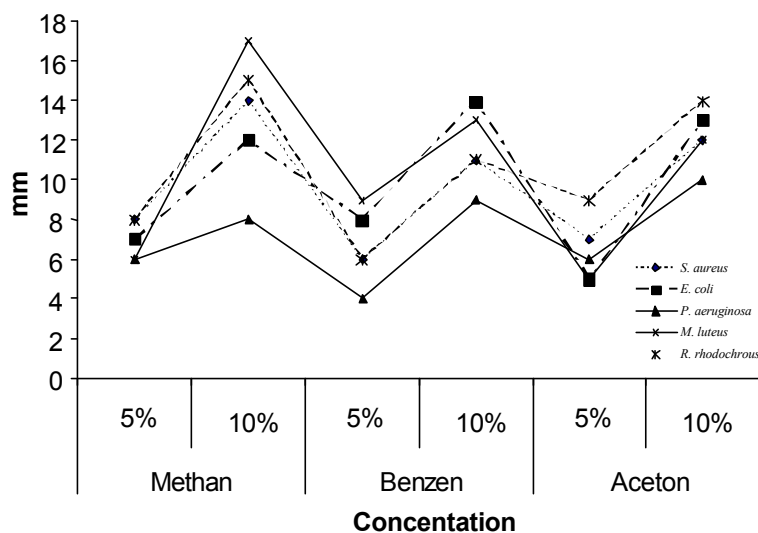 18
16
14
12
10
8
6
4
2
0
mm
S. aureus
E. coli
P. aeruginosa
M. luteus
R. rhodochrous
5% 10% 5% 10% 5% 10%
Methan Benzen Aceton
Concentation